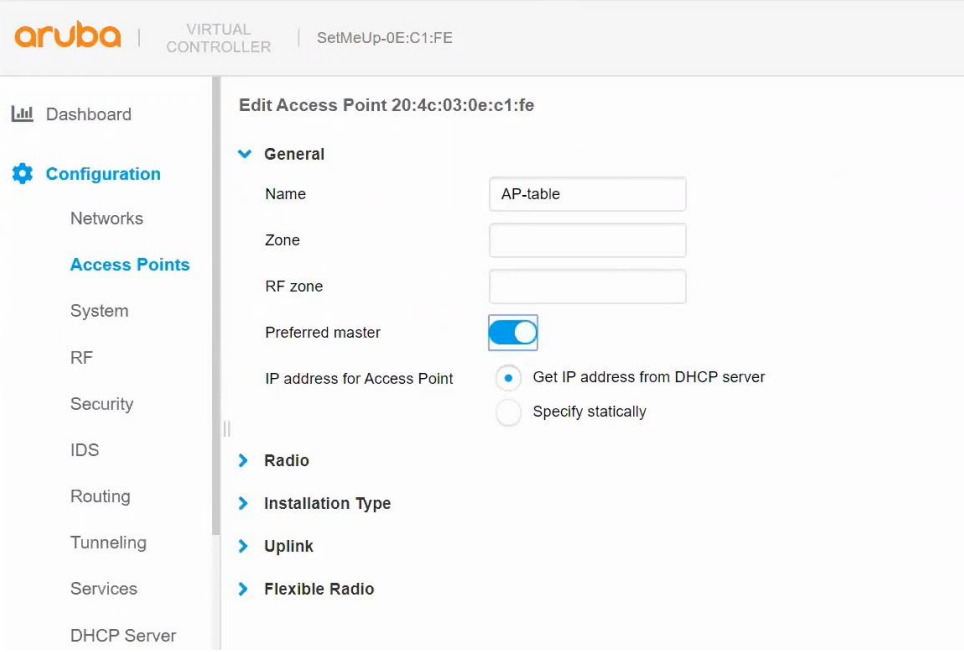 aruba
VIRTUAL
CONTROLLER
SetMeUp-0E:C1:FE
Dashboard
Configuration
Networks
Access Points
System
RF
Security
IDS
Routing
Tunneling
Services
DHCP Server
Edit Access Point 20:4c:03:0e:c1:fe
General
Name
AP-table
Zone
RF zone
Preferred master
IP address for Access Point
Get IP address from DHCP server
Specify statically
Radio
Installation Type
Uplink
Flexible Radio